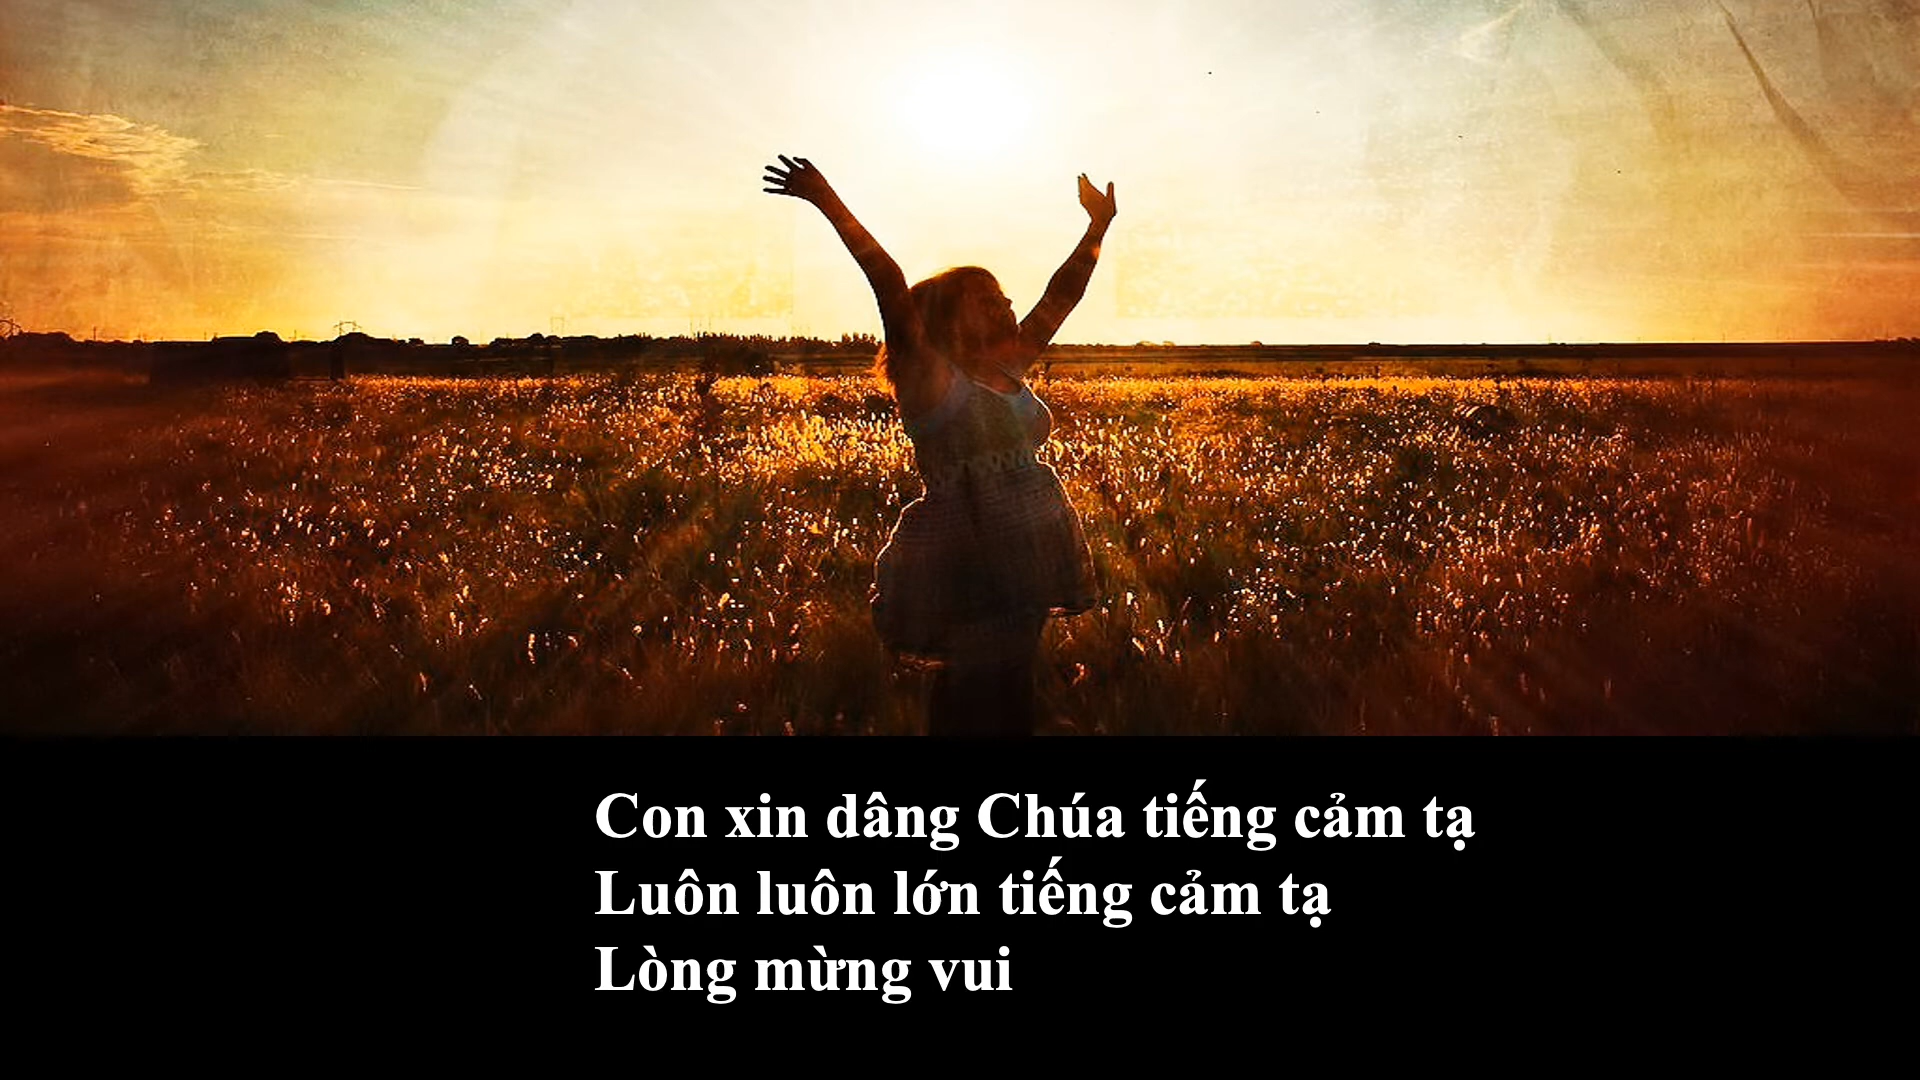 Con xin dâng Chúa tiếng cảm tạ
Luôn luôn lớn tiếng cảm tạ
Lòng mừng vui